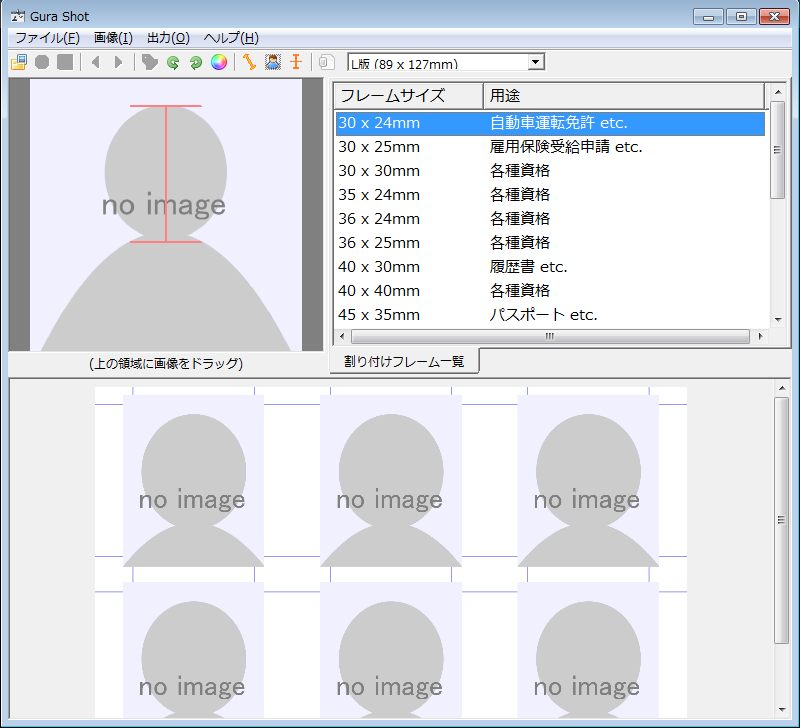 Gura Shot
ファイル(F) 画像(I) 出力(O) ヘルプ(H)
L版 (89 x 127mm)
フレームサイズ 用途
30 x 24mm 自動車運転免許 etc.
30 x 25mm 雇用保険受給申請 etc.
30 x 30mm 各種資格
35 x 24mm 各種資格
36 x 24mm 各種資格
36 x 25mm 各種資格
40 x 30mm 履歴書 etc.
40 x 40mm 各種資格
45 x 35mm パスポート etc.
no image
(上の領域に画像をドラッグ)
割り付けフレーム一覧
no image no image no image
no image no image no image